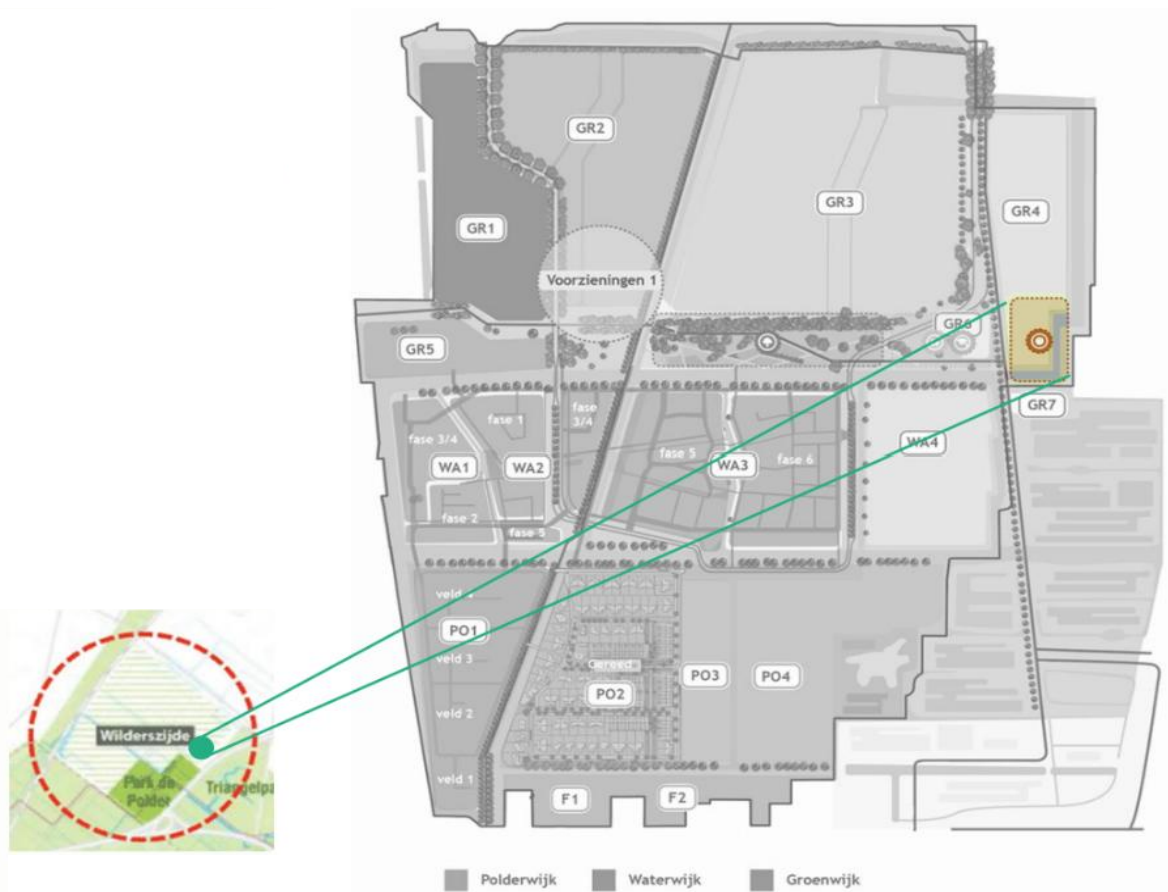 GR2
GR3
GR4
GR1
Voorzieningen 1
GR6
GR5
GR7
fase 1
fase
3/4
fase 3/4
WA4
fase 5
WA3
fase 6
WA1
WA2
fase 2
fase 5
veld 4
PO1
veld 3
Gereed
PO2
PO3
PO4
veld 2
veld 1
F1
F2
Wilderszijde
Park de
Polder
Triangelpa
Polderwijk
Waterwijk
Groenwijk